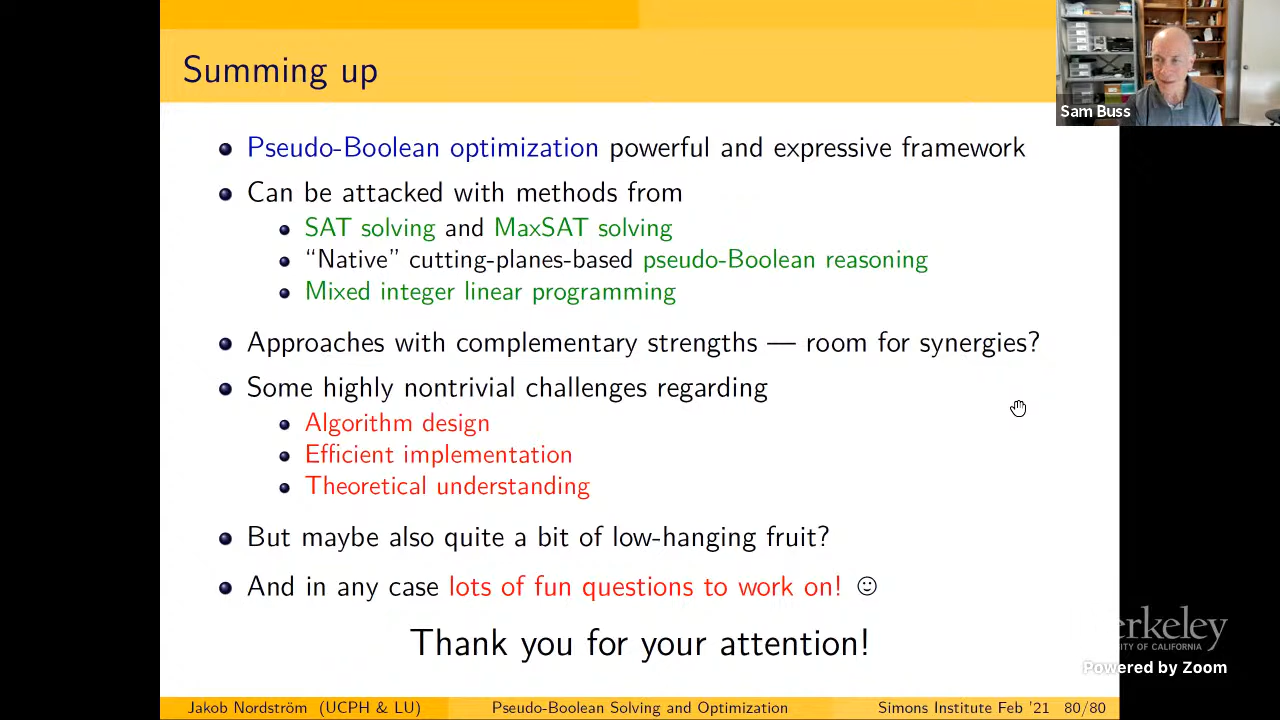 Summing up
Sam Buss
Pseudo-Boolean optimization powerful and expressive framework
Can be attacked with methods from
SAT solving and MaxSAT solving
“Native” cutting-planes-based pseudo-Boolean reasoning
Mixed integer linear programming
Approaches with complementary strengths — room for synergies?
Some highly nontrivial challenges regarding
Algorithm design
Efficient implementation
Theoretical understanding
But maybe also quite a bit of low-hanging fruit?
And in any case lots of fun questions to work on! ☺
Thank you for your attention!
erkeley
TY OF CALIFORNIA
Powered by Zoom
Jakob Nordström (UCPH & LU) Pseudo-Boolean Solving and Optimization Simons Institute Feb '21 80/80